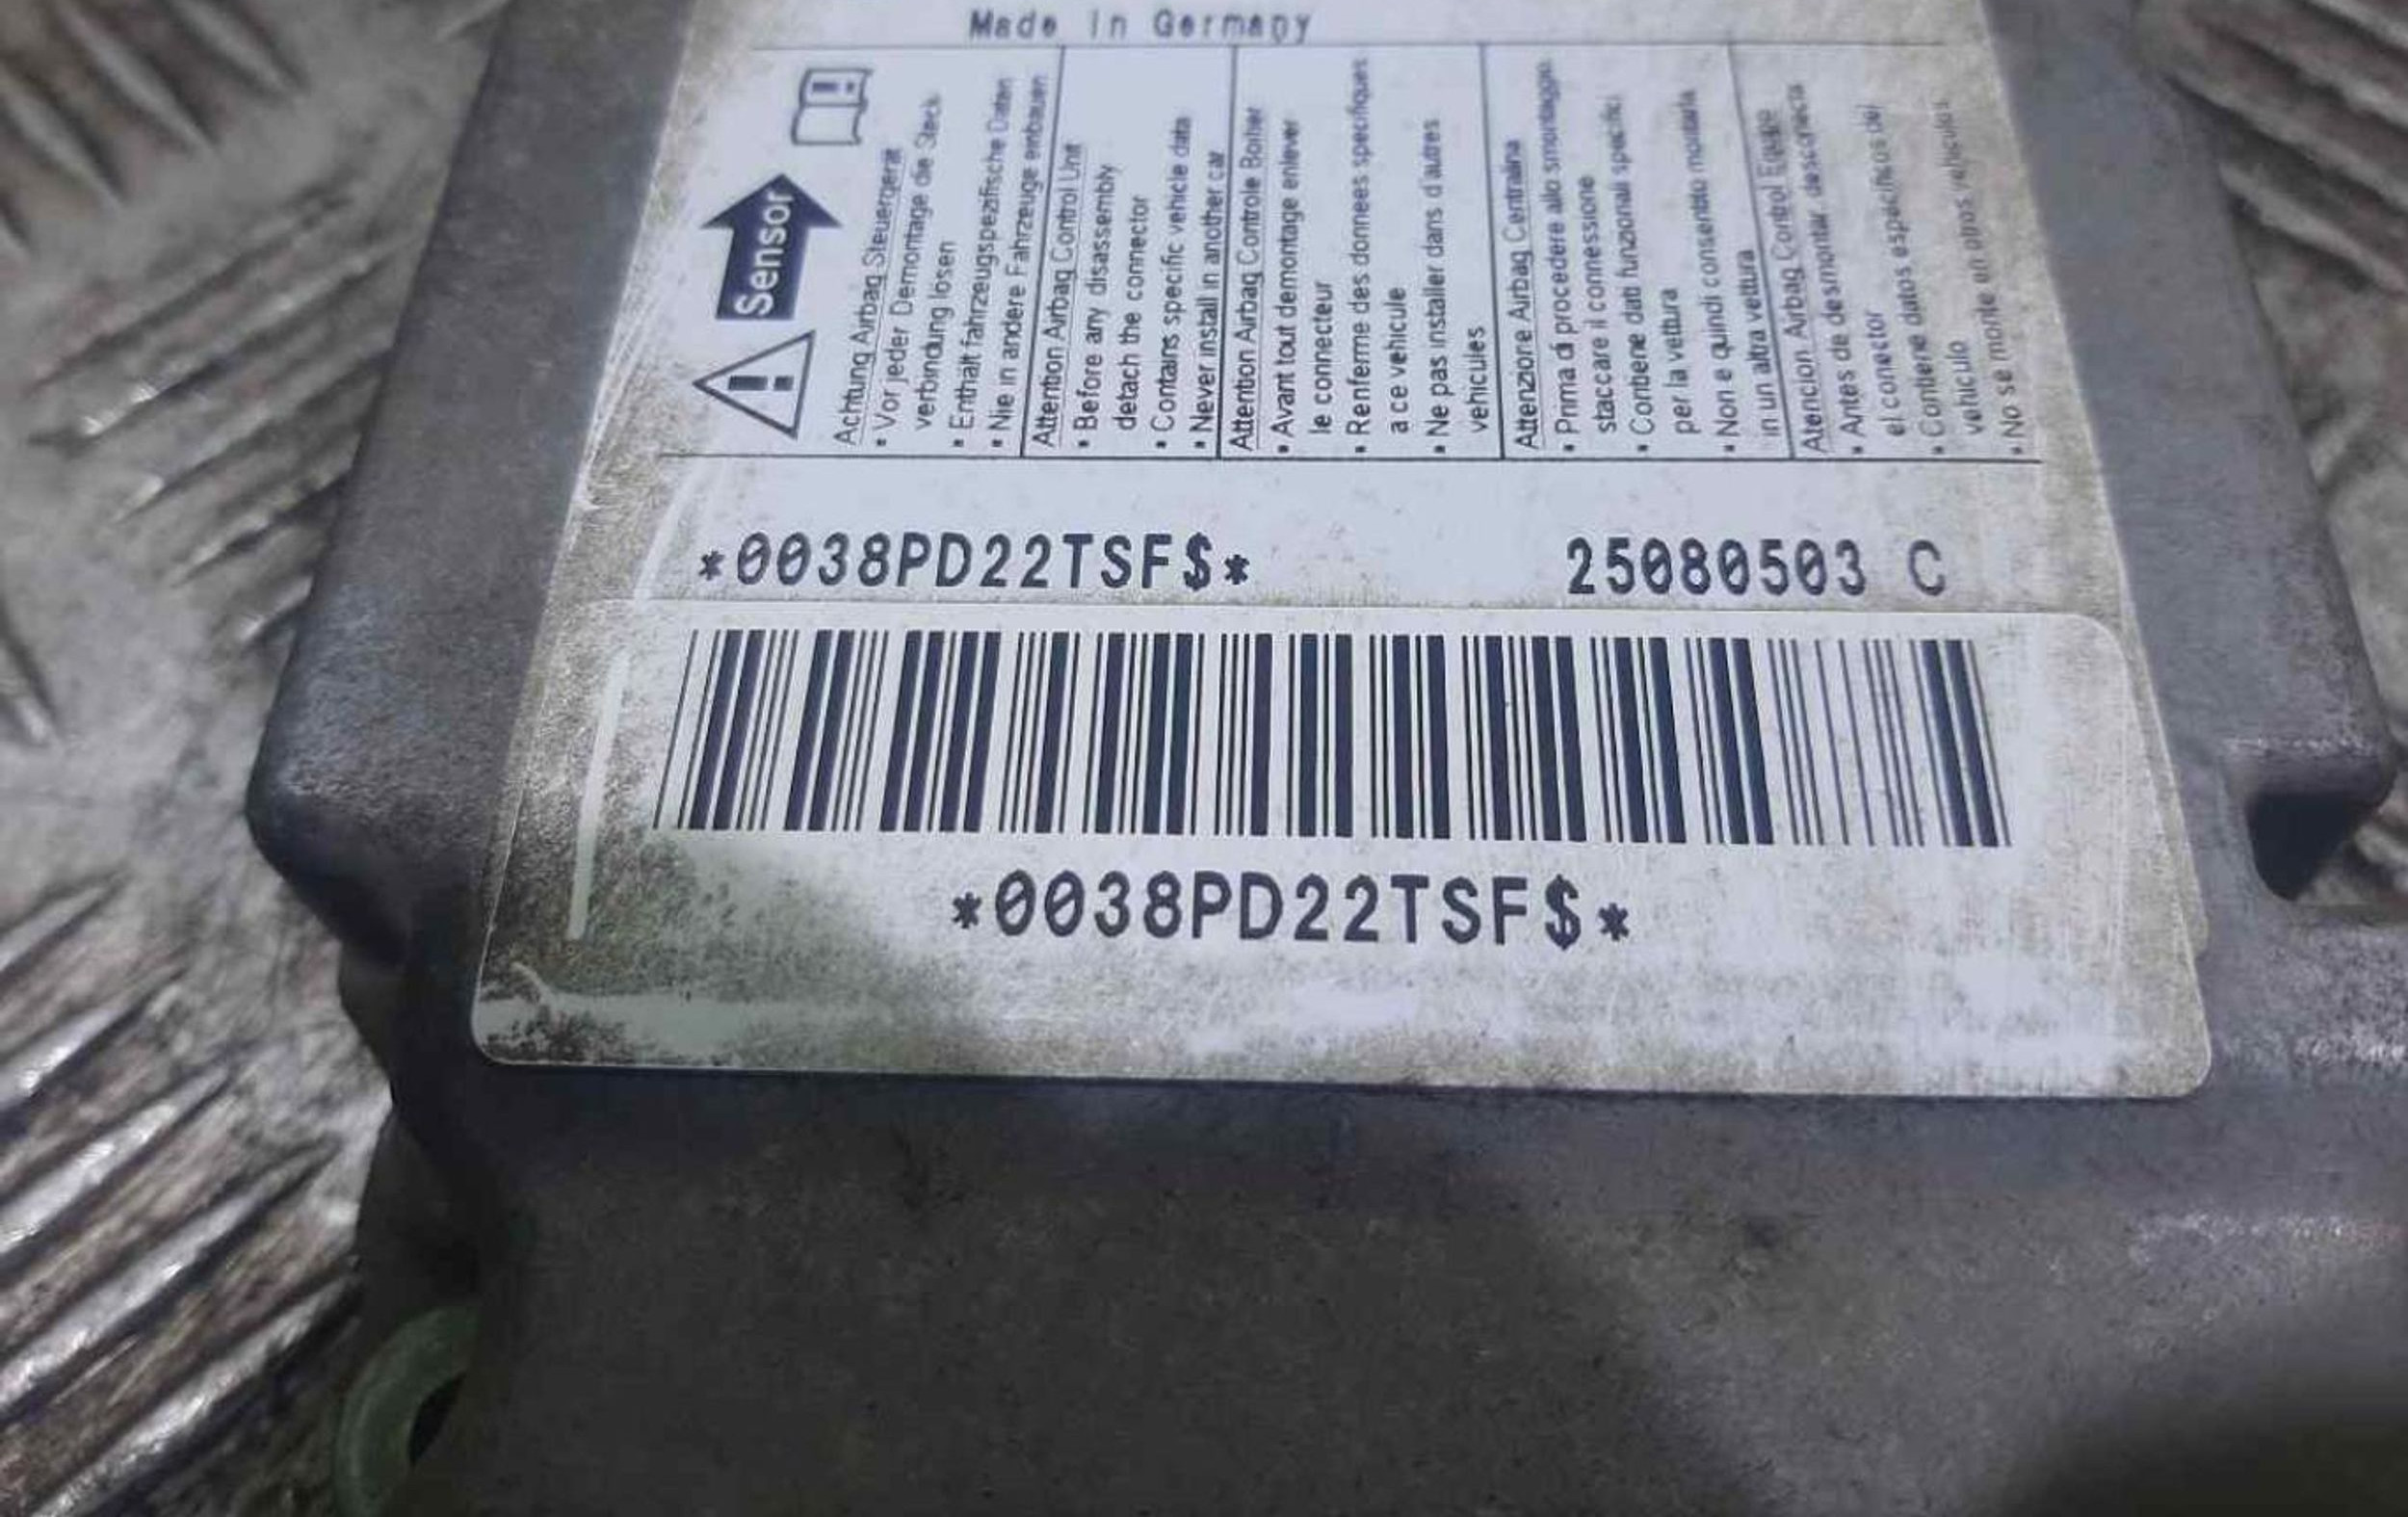 Made in Germany
Sensor
Achtung Airbag Steuergerat
• Vor jeder Demontage die Steck-
verbindung losen
• Enthalt fahrzeugspezifische Daten
• Nie in andere Fahrzeuge einbauen
Attention Airbag Control Unit
• Before any disassembly
detach the connector
• Contains specific vehicle data
• Never install in another car
Attention Airbag Controle Boitier
• Avant tout demontage enlever
le connecteur
• Renferme des donnees specifiques
a ce vehicule
• Ne pas installer dans d'autres
vehicules
Attenzione Airbag Centralina
• Prima di procedere allo smontaggio
staccare il connessione
• Contiene dati funzionali specifici
per la vettura
• Non e quindi consentito montarla
in un altra vettura
Atencion Airbag Control Equipe
• Antes de desmontar, desconecta
el conector
• Contiene datos especificos del
vehiculo
• No se monte en otros vehiculos
*0038PD22TSF$*
25080503 C
*0038PD22TSF$*